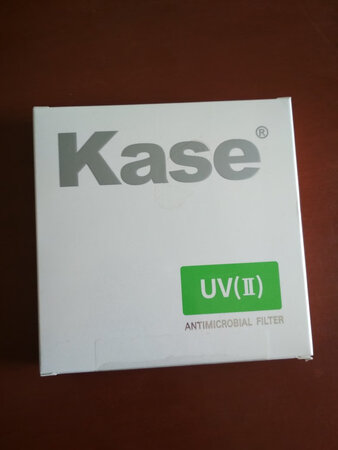 Kase®
UV(Ⅱ)
ANTIMICROBIAL FILTER